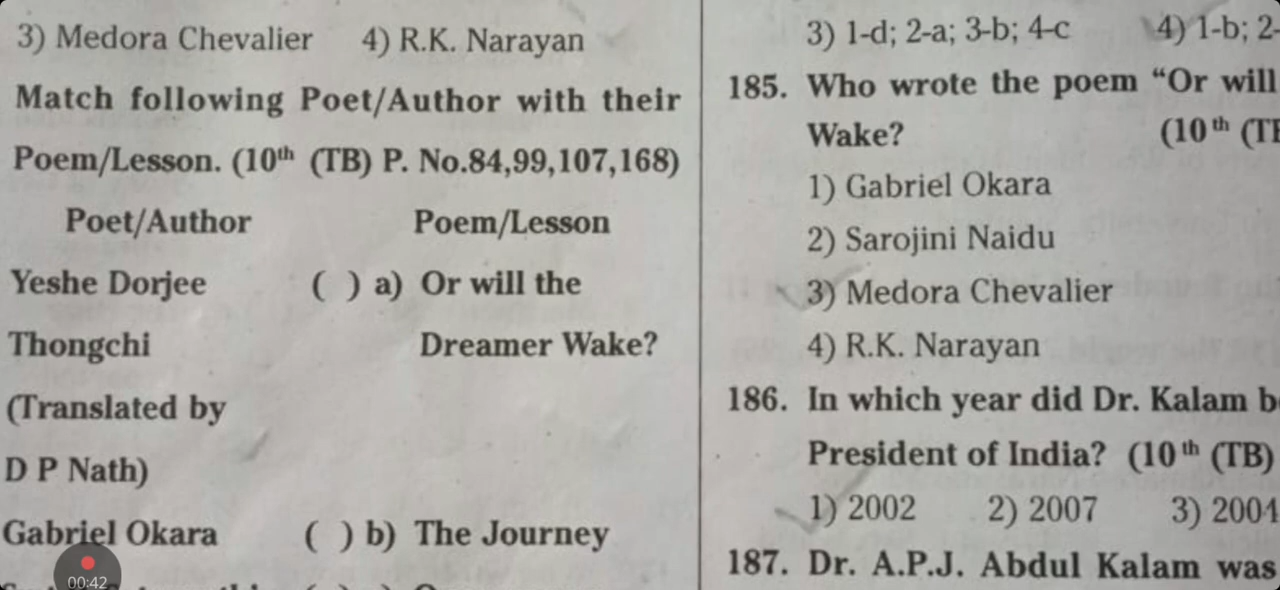 3) Medora Chevalier 4) R.K. Narayan
Match following Poet/Author with their
Poem/Lesson. (10th (TB) P. No.84,99,107,168)
Poet/Author Poem/Lesson
Yeshe Dorjee ( ) a) Or will the
Thongchi Dreamer Wake?
(Translated by
D P Nath)
Gabriel Okara ( ) b) The Journey
00:42
3) 1-d; 2-a; 3-b; 4-c 4) 1-b; 2-
185. Who wrote the poem “Or will
Wake? (10th
1) Gabriel Okara
2) Sarojini Naidu
3) Medora Chevalier
4) R.K. Narayan
186. In which year did Dr. Kalam
President of India? (10th (TB)
1) 2002 2) 2007 3) 2004
187. Dr. A.P.J. Abdul Kalam was